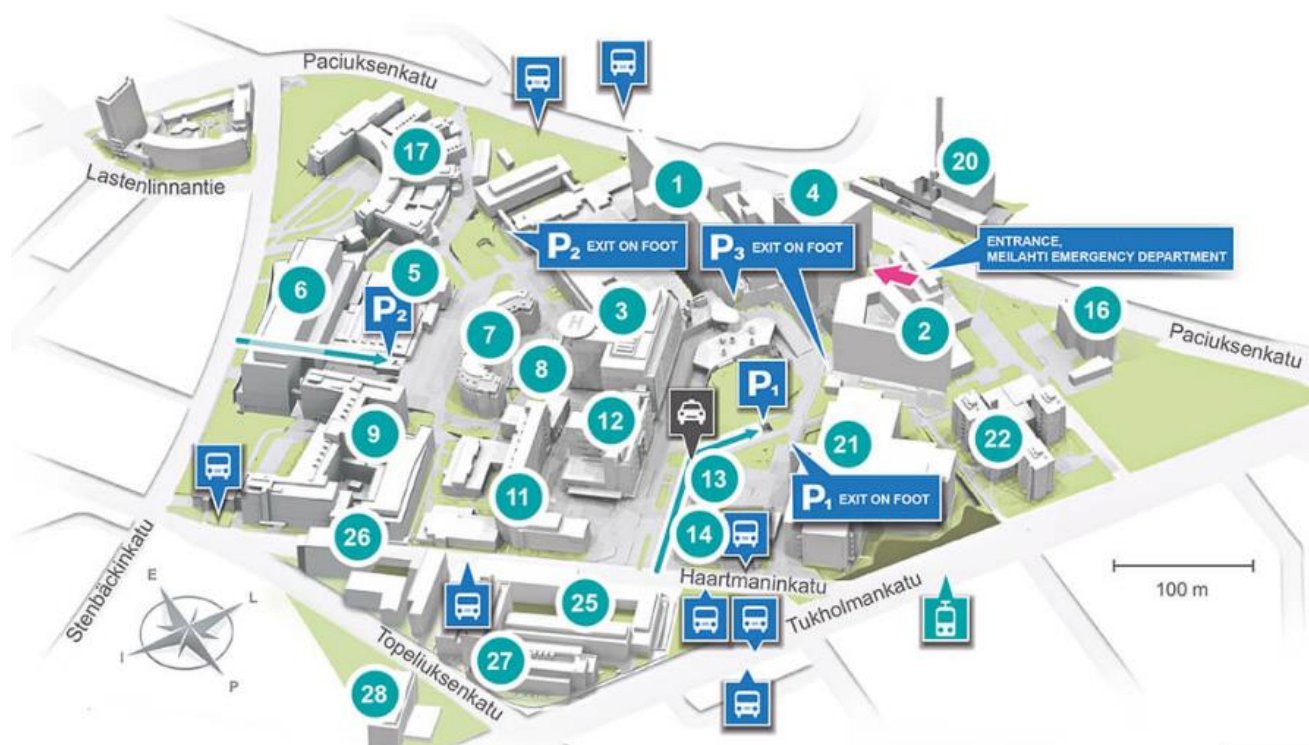 Paciuksenkatu
Lastenlinnantie
17
1
4
20
P2 EXIT ON FOOT
P3 EXIT ON FOOT
ENTRANCE,
MEILAHTI EMERGENCY DEPARTMENT
6
5
P2
7
3
H
8
2
16
Paciuksenkatu
9
12
P1
13
21
22
11
P1 EXIT ON FOOT
26
14
Haartmaninkatu
100 m
Stenbäckinkatu
E
L
I
P
25
Tukholmankatu
Topeliuksenkatu
27
28